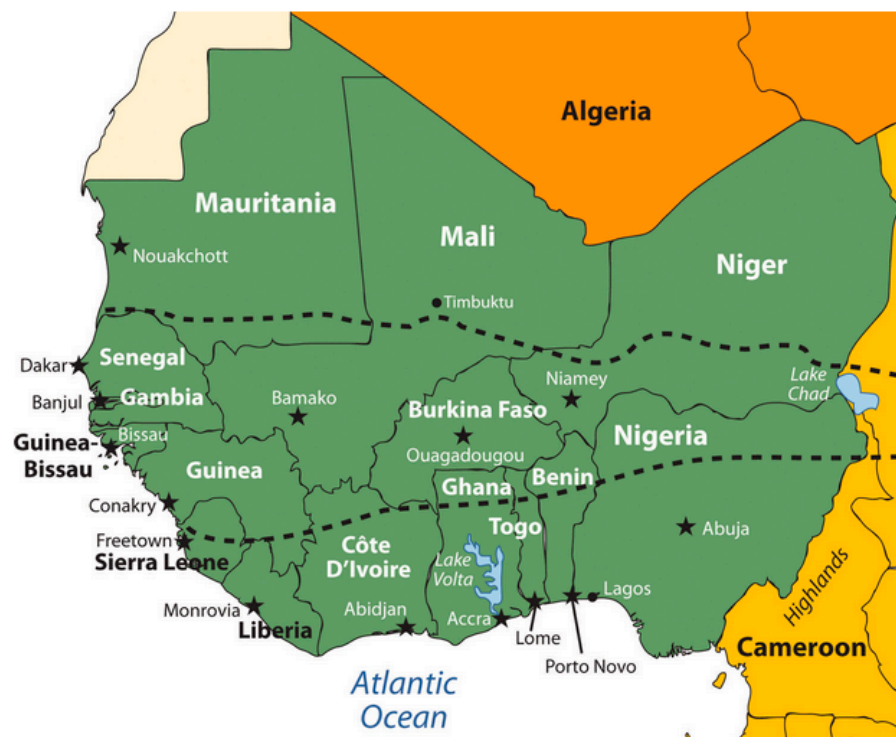 Algeria
Mauritania
Mali
Niger
Nouakchott
Timbuktu
Senegal
Dakar
Gambia
Banjul
Bamako
Niamey
Lake
Chad
Burkina Faso
Ouagadougou
Nigeria
Bissau
Guinea-
Bissau
Guinea
Ghana
Benin
Togo
Conakry
Freetown
Sierra Leone
Côte
D'Ivoire
Lake
Volta
Abuja
Highlands
Monrovia
Liberia
Abidjan
Accra
Lagos
Lome
Porto Novo
Cameroon
Atlantic
Ocean